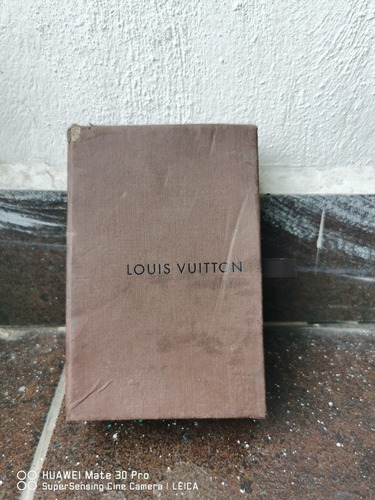 LOUIS VUITTON
HUAWEI Mate 30 Pro
SuperSensing Cine Camera | LEICA